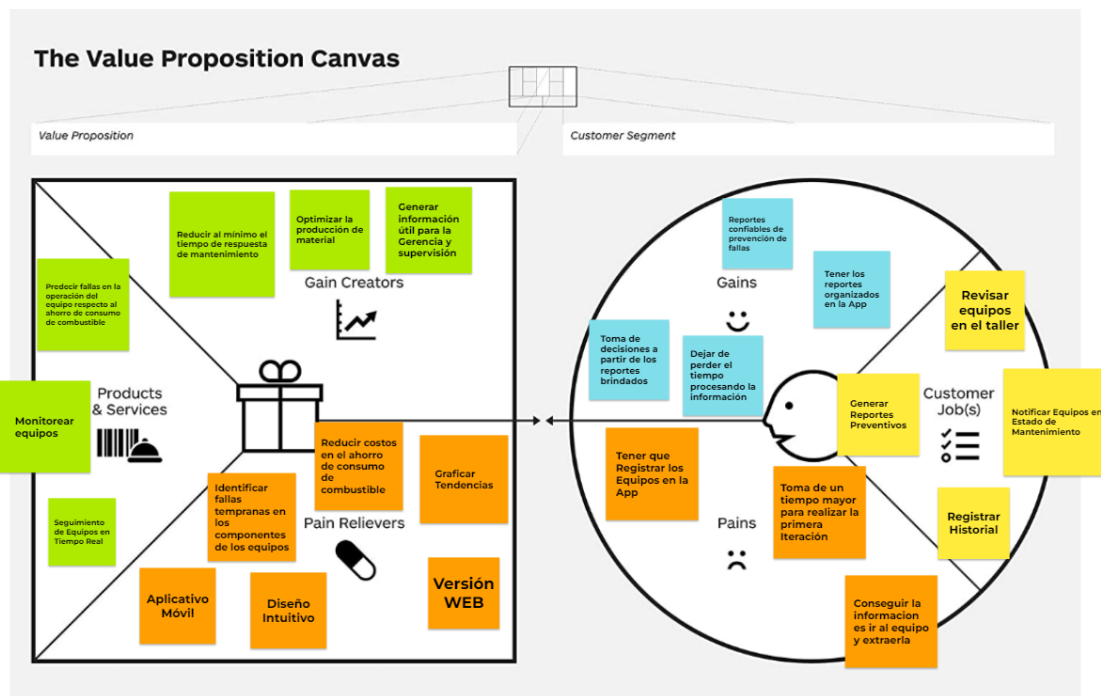 The Value Proposition Canvas
Value Proposition
Customer Segment
Reducir al mínimo el
tiempo de respuesta
de mantenimiento
Optimizar la
producción de
material
Generar
información
útil para la
Gerencia y
supervisión
Gain Creators
Predecir fallas en la
operación del
equipo respecto al
ahorro de consumo
de combustible
Products
& Services
Monitorear
equipos
Seguimiento
de Equipos en
Tiempo Real
Reducir costos
en el ahorro
de consumo
de
combustible
Graficar
Tendencias
Identificar
fallas
tempranas en
los
componentes
de los equipos
Pain Relievers
Aplicativo
Móvil
Diseño
Intuitivo
Versión
WEB
Reportes
confiables de
prevención de
fallas
Gains
Tener los
reportes
organizados
en la App
Toma de
decisiones a
partir de los
reportes
brindados
Dejar de
perder el
tiempo
procesando la
información
Revisar
equipos
en el taller
Generar
Reportes
Preventivos
Customer
Job(s)
Notificar Equipos en
Estado de
Mantenimiento
Registrar
Historial
Tener que
Registrar los
Equipos en la
App
Pains
Toma de un
tiempo mayor
para realizar la
primera
Iteración
Conseguir la
informacion
es ir al equipo
y extraerla